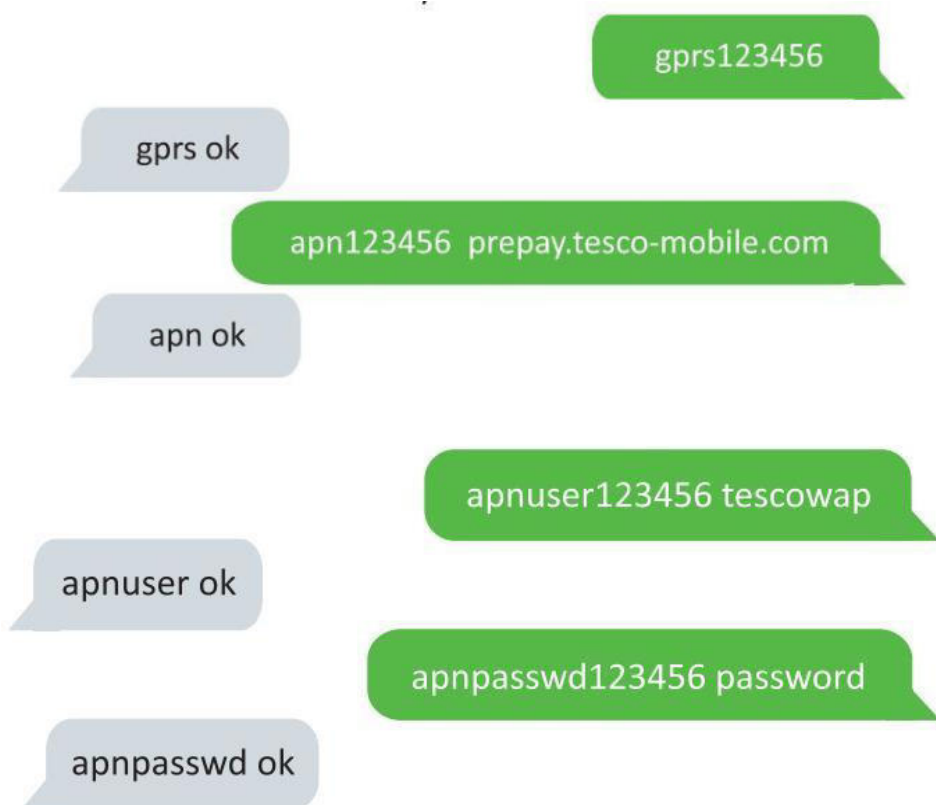 gprs123456
gprs ok
apn123456 prepay.tesco-mobile.com
apn ok
apnuser123456 tescowap
apnuser ok
apnpasswd123456 password
apnpasswd ok